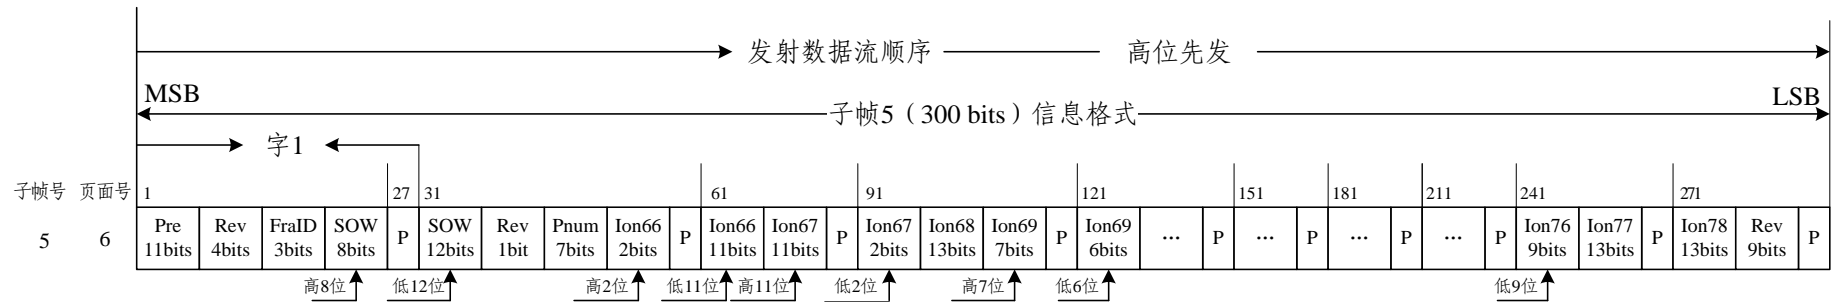 发射数据流顺序 高位先发
MSB LSB
子帧5（300 bits）信息格式
字1
子帧号 页面号 1 27 31 61 91 121 151 181 211 241 271
5 6 Pre Rev FraID SOW P SOW Rev Pnum Ion66 P Ion66 Ion67 P Ion67 Ion68 Ion69 P Ion69 ... P ... P ... P ... P Ion76 Ion77 P Ion78 Rev P
11bits 4bits 3bits 8bits 12bits 1bit 7bits 2bits 11bits 11bits 2bits 13bits 7bits 6bits 9bits 13bits 13bits 9bits
高8位 低12位 高2位 低11位 高11位 低2位 高7位 低6位 低9位